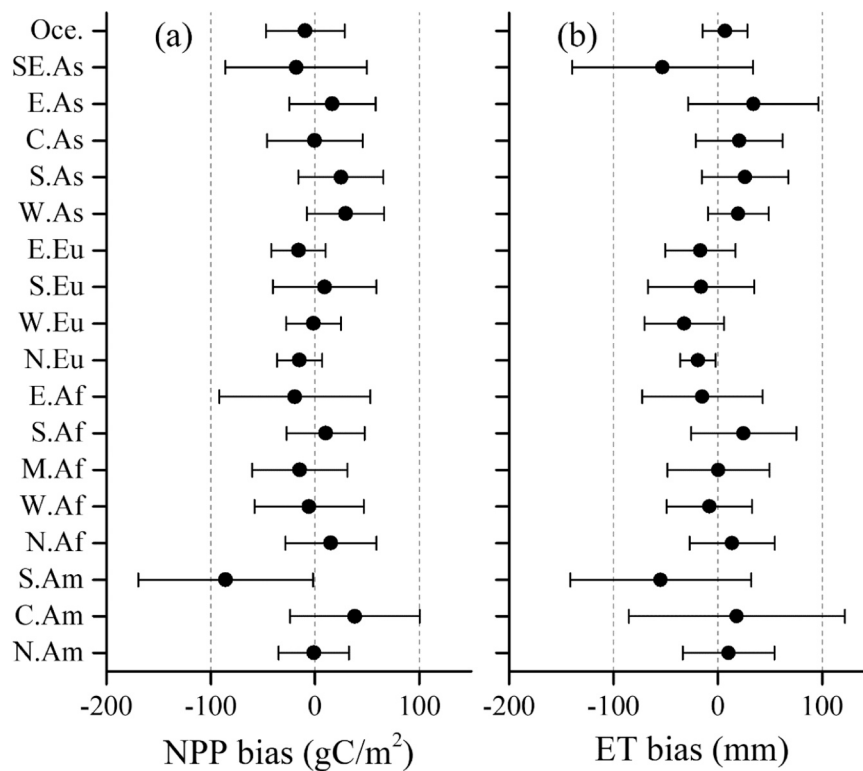 (a) (b)
Oce.
SE.As
E.As
C.As
S.As
W.As
E.Eu
S.Eu
W.Eu
N.Eu
E.Af
S.Af
M.Af
W.Af
N.Af
S.Am
C.Am
N.Am
-200 -100 0 100 -200 -100 0 100
NPP bias (gC/m²) ET bias (mm)